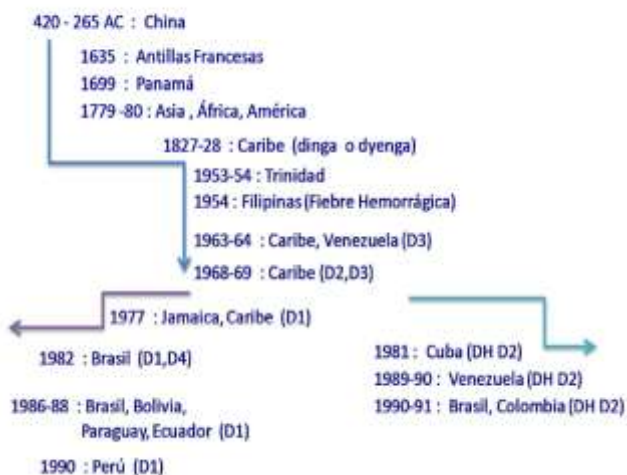 420 - 265 AC : China
1635 : Antillas Francesas
1699 : Panamá
1779 -80 : Asia , África, América
1827-28 : Caribe (dinga o dyenga)
1953-54 : Trinidad
1954 : Filipinas (Fiebre Hemorrágica)
1963-64 : Caribe, Venezuela (D3)
1968-69 : Caribe (D2,D3)
1977 : Jamaica, Caribe (D1)
1982 : Brasil (D1,D4)
1986-88 : Brasil, Bolivia,
Paraguay, Ecuador (D1)
1990 : Perú (D1)
1981 : Cuba (DH D2)
1989-90 : Venezuela (DH D2)
1990-91 : Brasil, Colombia (DH D2)